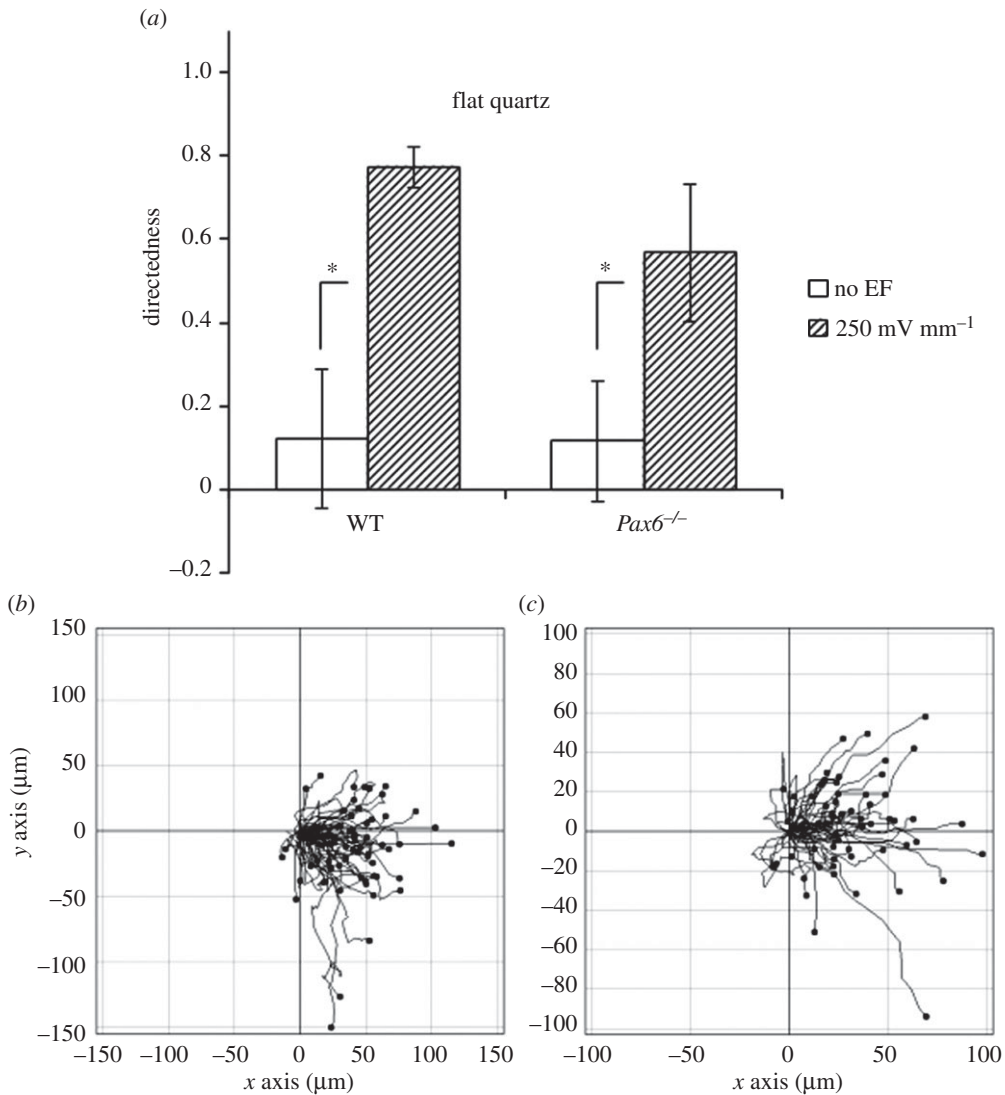 (a)
1.0
0.8
0.6
0.4
0.2
0
–0.2
directedness
flat quartz
*
*
WT
Pax6–/–
no EF
250 mV mm–1
(b)
150
100
50
0
–50
–100
–150
y axis (μm)
–150 –100 –50 0 50 100 150
x axis (μm)
(c)
100
80
60
40
20
0
–20
–40
–60
–80
–100
–100 –50 0 50 100
x axis (μm)